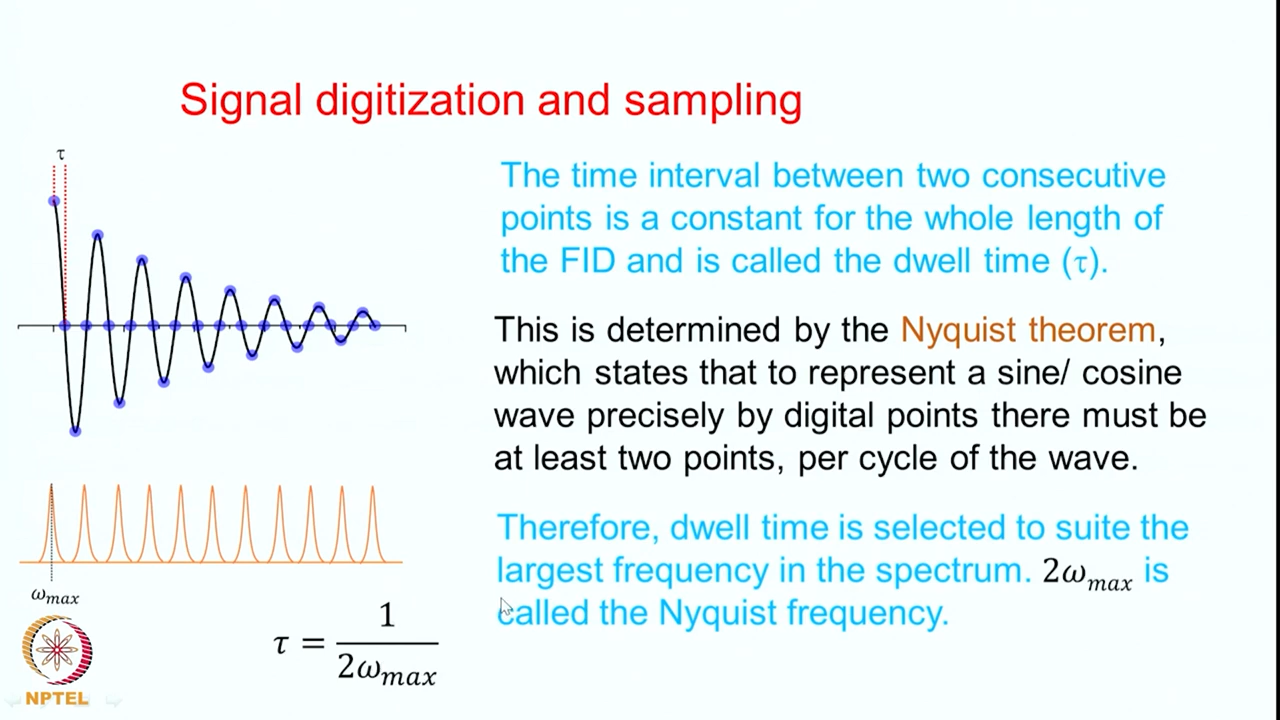 Signal digitization and sampling
τ
The time interval between two consecutive
points is a constant for the whole length of
the FID and is called the dwell time (τ).
This is determined by the Nyquist theorem,
which states that to represent a sine/ cosine
wave precisely by digital points there must be
at least two points, per cycle of the wave.
Therefore, dwell time is selected to suite the
largest frequency in the spectrum. 2ω_max is
called the Nyquist frequency.
ω_max
τ = 1/(2ω_max)
NPTEL